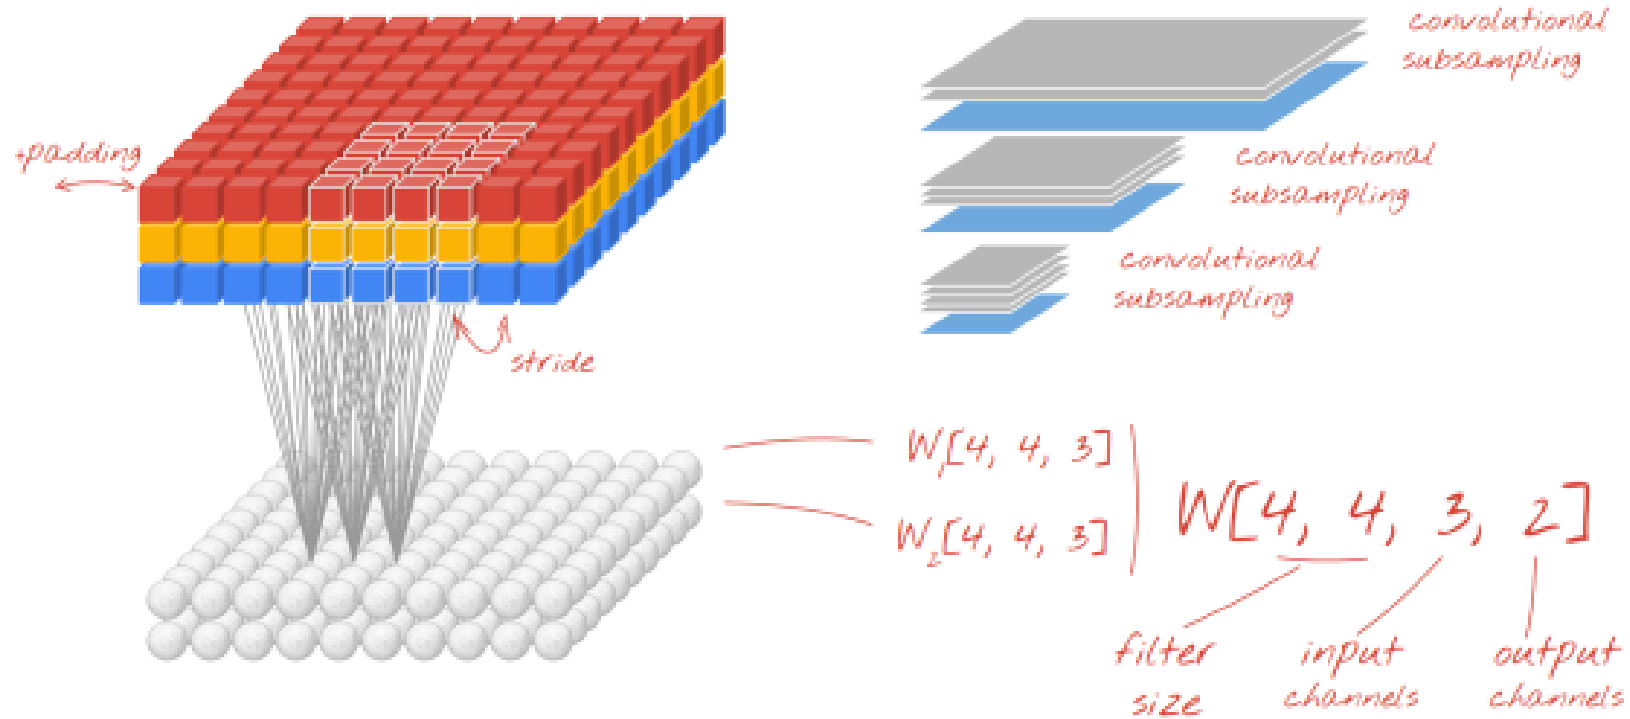 +padding
stride
convolutional
subsampling
convolutional
subsampling
convolutional
subsampling
W₁[4, 4, 3]
W₂[4, 4, 3]
W[4, 4, 3, 2]
filter
size
input
channels
output
channels